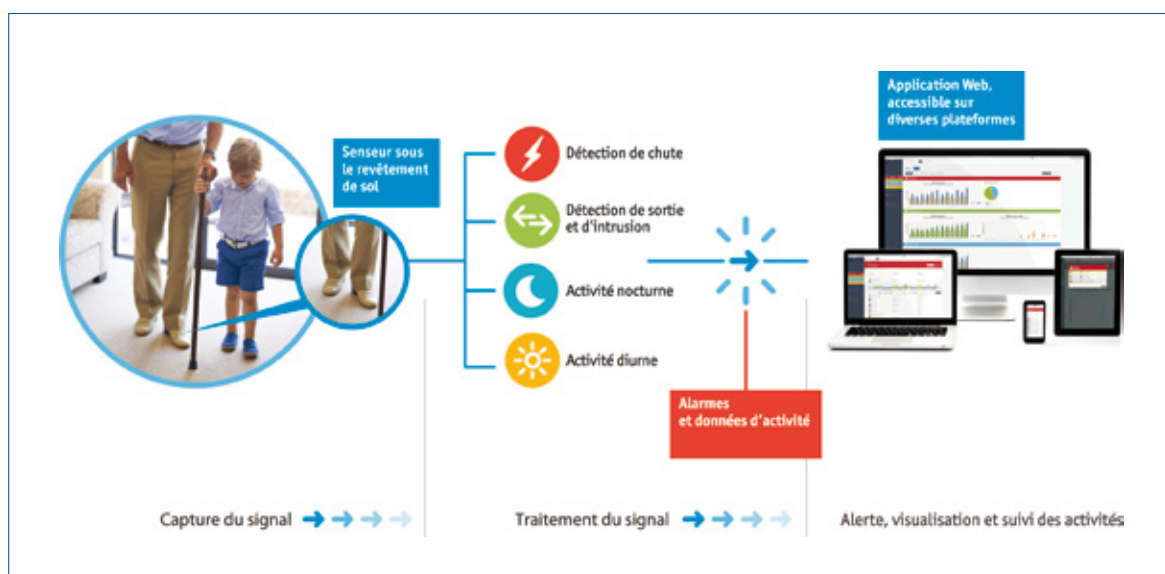 Application Web,
accessible sur
diverses plateformes
Senseur sous
le revêtement
de sol
Détection de chute
Détection de sortie
et d'intrusion
Activité nocturne
Activité diurne
Alarmes
et données d'activité
Capture du signal
Traitement du signal
Alerte, visualisation et suivi des activités